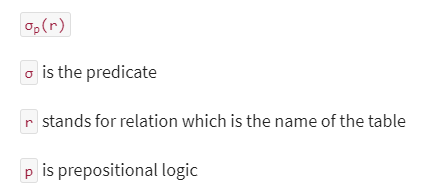 σp(r)
σ is the predicate
r stands for relation which is the name of the table
p is prepositional logic